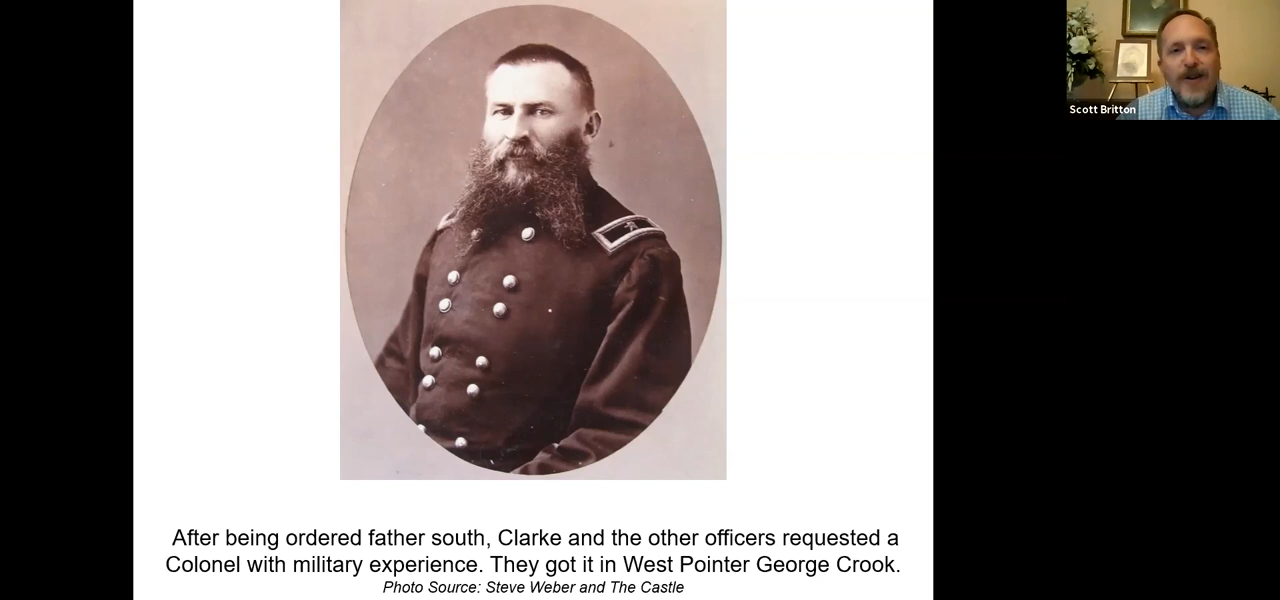 Scott Britton
After being ordered father south, Clarke and the other officers requested a
Colonel with military experience. They got it in West Pointer George Crook.
Photo Source: Steve Weber and The Castle